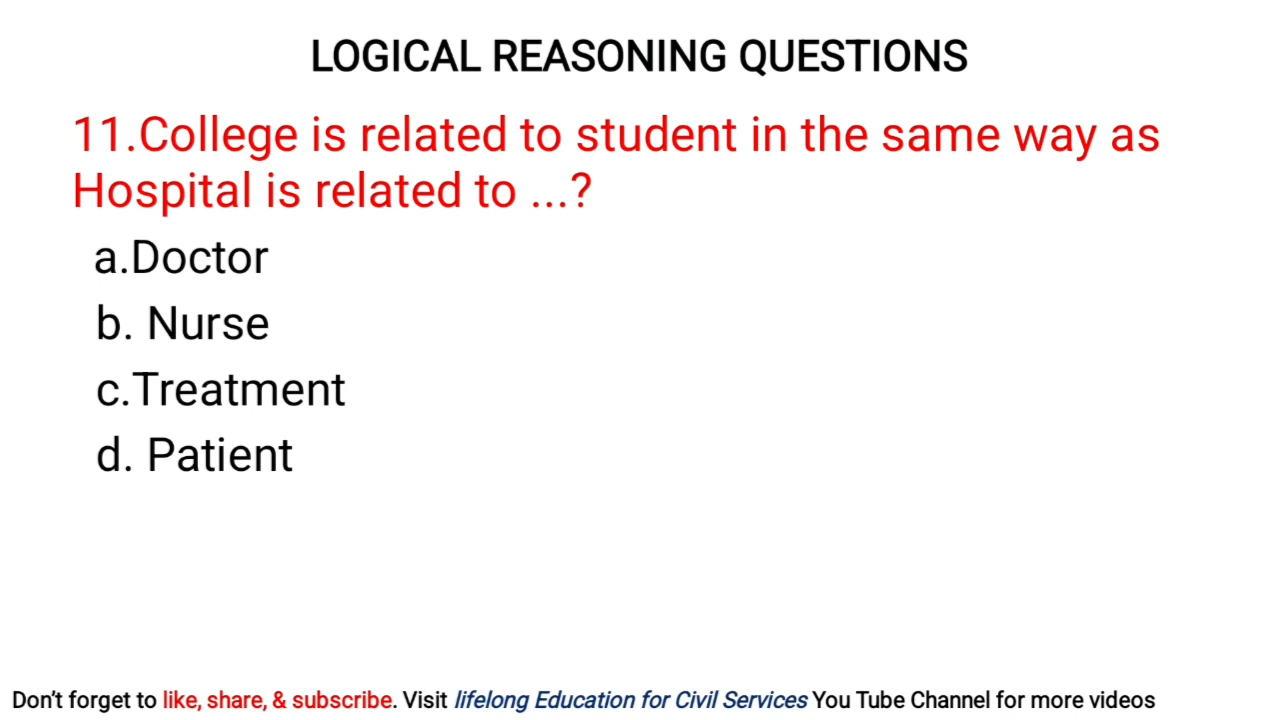 LOGICAL REASONING QUESTIONS
11.College is related to student in the same way as
Hospital is related to ...?
a.Doctor
b. Nurse
c.Treatment
d. Patient
Don't forget to like, share, & subscribe. Visit lifelong Education for Civil Services You Tube Channel for more videos